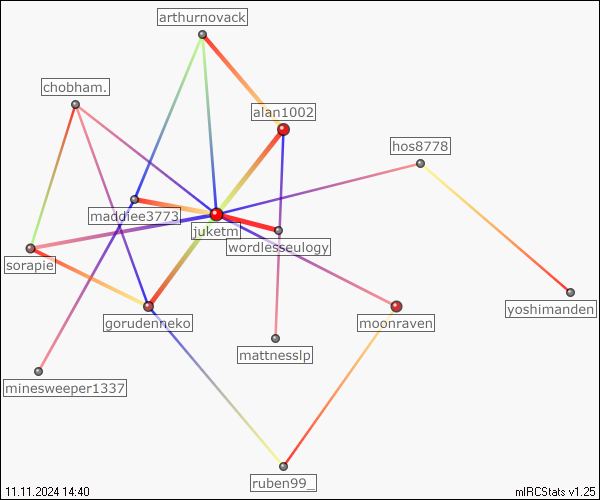 arthurnovack
chobham.
alan1002
hos8778
maddiee3773
juketm
wordlesseulogy
sorapie
gorudenneko
moonraven
yoshimanden
mattnesslp
minesweeper1337
ruben99_
11.11.2024 14:40
mIRCStats v1.25